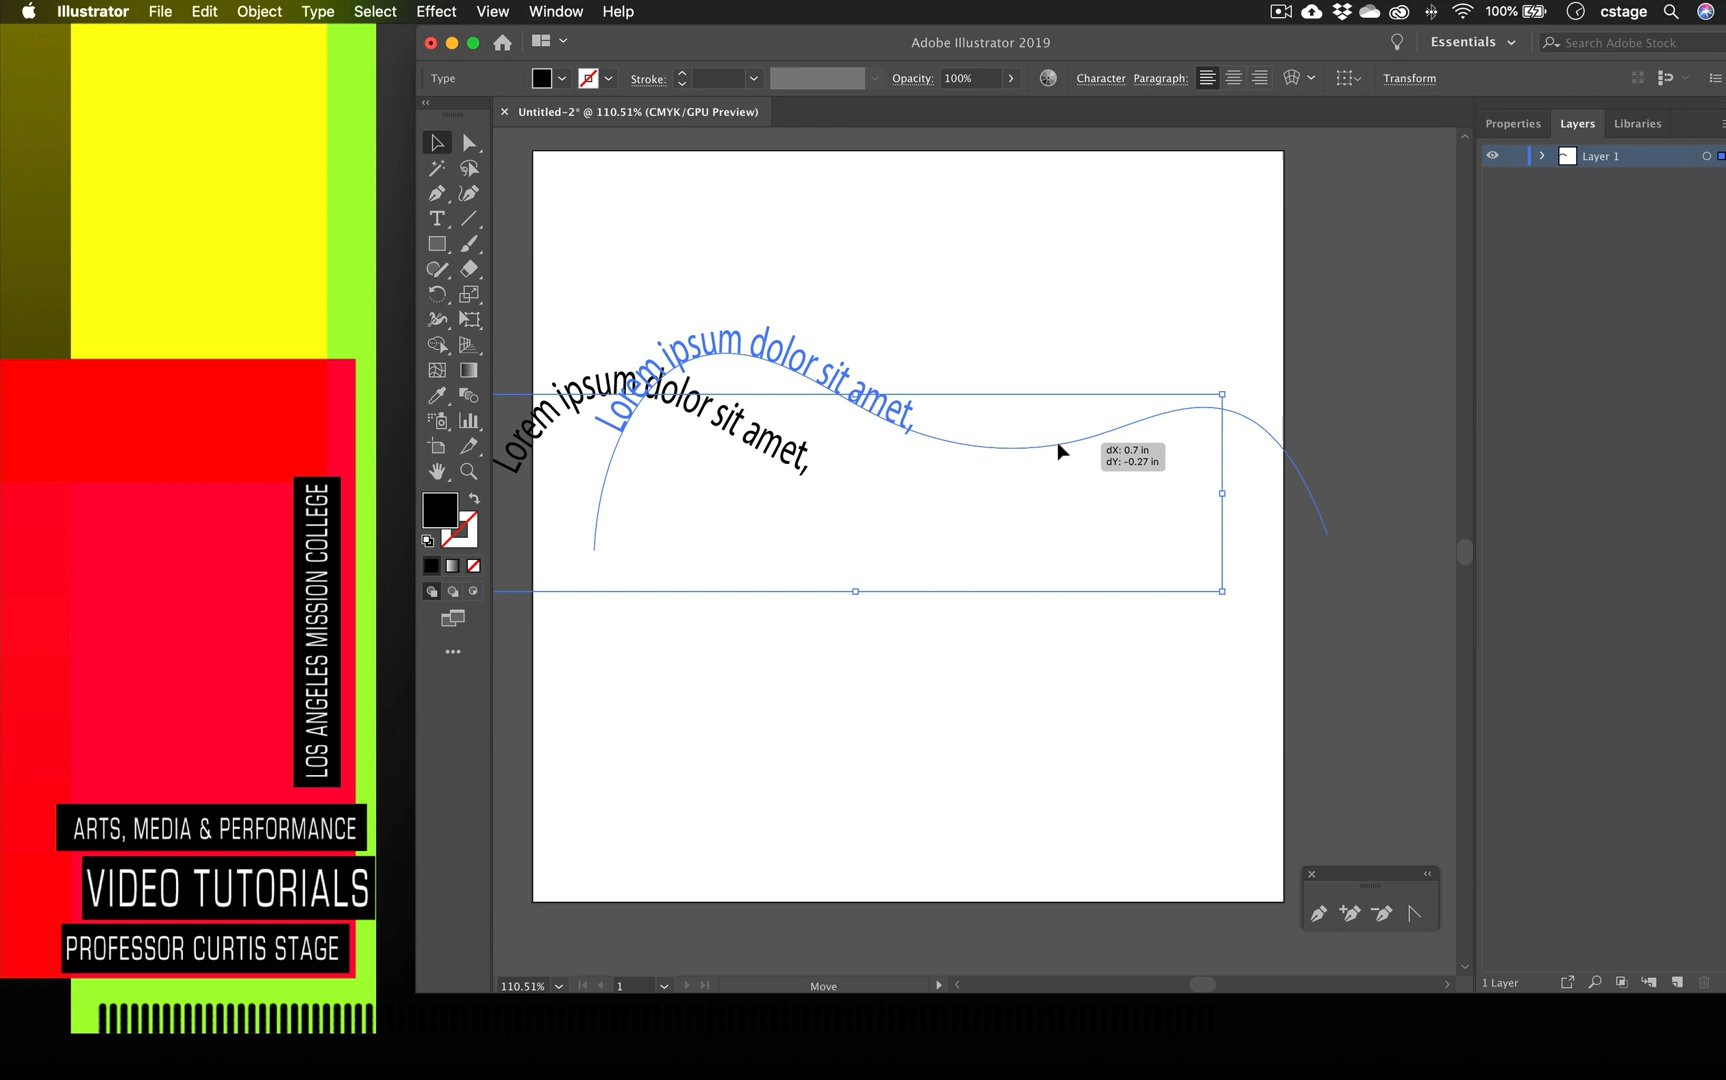 Illustrator File Edit Object Type Select Effect View Window Help
100% cstage
Adobe Illustrator 2019
Essentials
Search Adobe Stock
Type
Stroke:
Opacity: 100%
Character Paragraph:
Transform
Untitled-2* @ 110.51% (CMYK/GPU Preview)
Properties Layers Libraries
Layer 1
Lorem ipsum dolor sit amet,
Lorem ipsum dolor sit amet,
dX: 0.7 in
dY: -0.27 in
LOS ANGELES MISSION COLLEGE
ARTS, MEDIA & PERFORMANCE
VIDEO TUTORIALS
PROFESSOR CURTIS STAGE
110.51% 1 Move
1 Layer